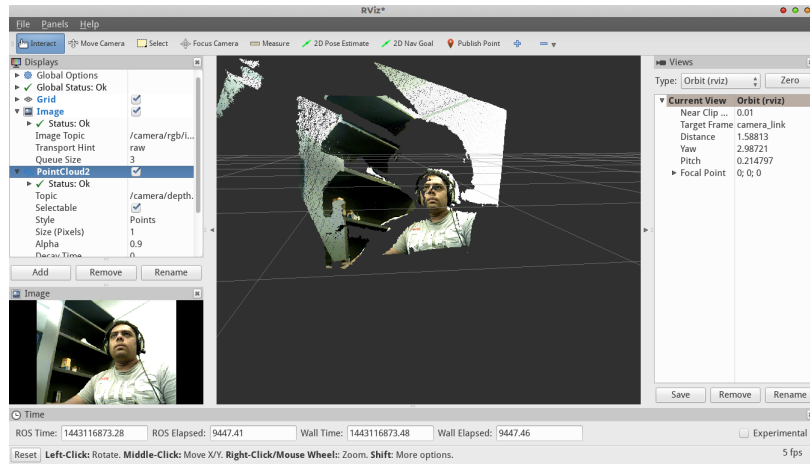 RViz*
File Panels Help
Interact Move Camera Select Focus Camera Measure 2D Pose Estimate 2D Nav Goal Publish Point
Displays
Global Options
Global Status: Ok
Grid
Image
Status: Ok
Image Topic /camera/rgb/i...
Transport Hint raw
Queue Size 3
PointCloud2
Status: Ok
Topic /camera/depth.
Selectable
Style Points
Size (Pixels) 1
Alpha 0.9
Decay Time 0
Add Remove Rename
Image
Views
Type: Orbit (rviz) Zero
Current View Orbit (rviz)
Near Clip ... 0.01
Target Frame camera_link
Distance 1.58813
Yaw 2.98721
Pitch 0.214797
Focal Point 0; 0; 0
Save Remove Rename
Time
ROS Time: 1443116873.28 ROS Elapsed: 9447.41 Wall Time: 1443116873.48 Wall Elapsed: 9447.46 Experimental
Reset Left-Click: Rotate. Middle-Click: Move X/Y. Right-Click/Mouse Wheel:: Zoom. Shift: More options. 5 fps